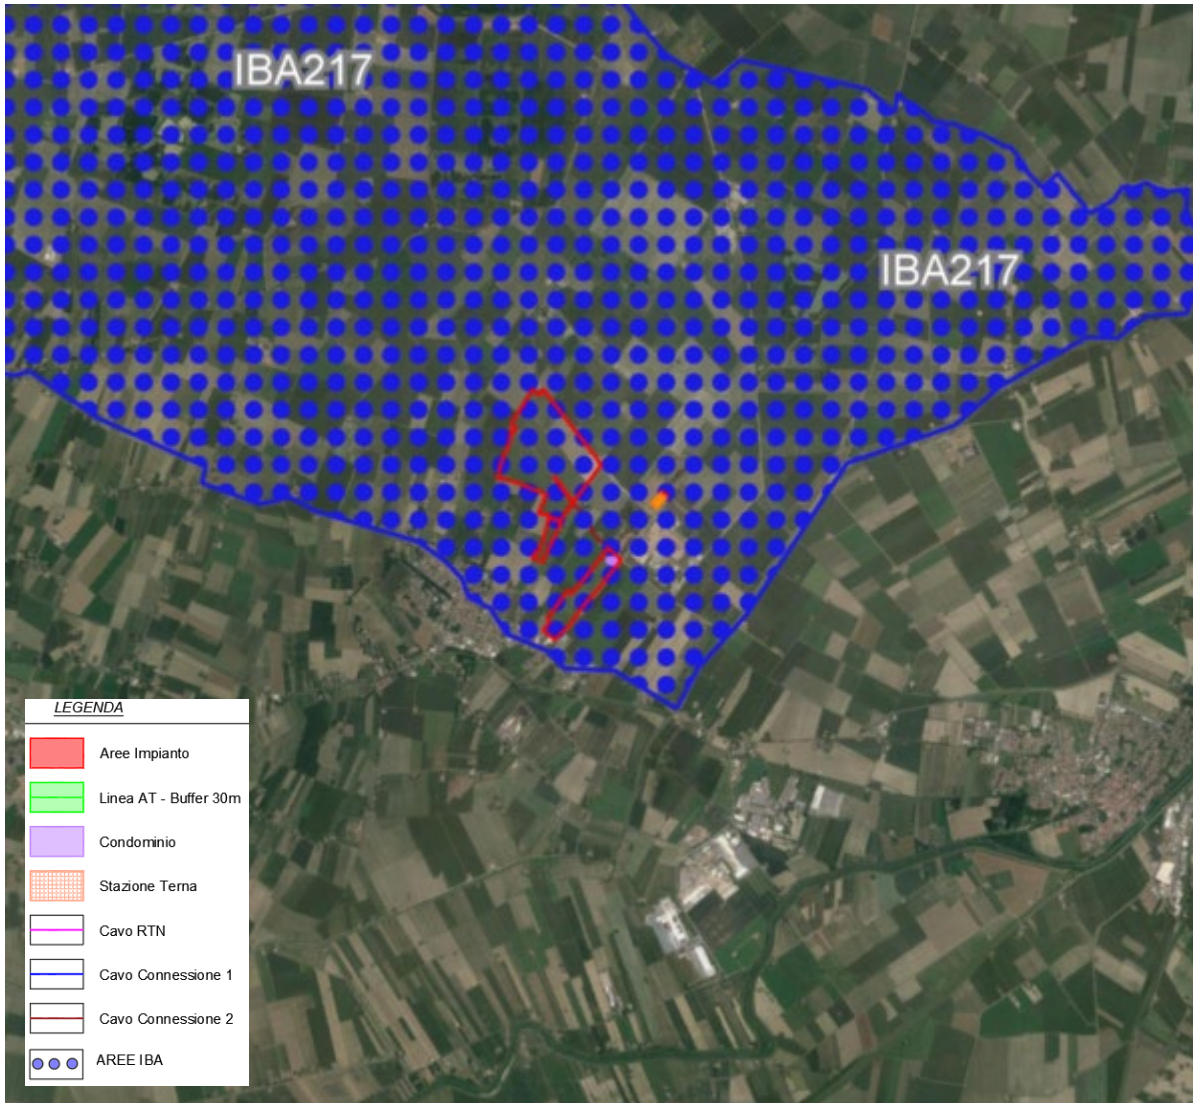 IBA217
IBA217
LEGENDA
Aree Impianto
Linea AT - Buffer 30m
Condominio
Stazione Terna
Cavo RTN
Cavo Connessione 1
Cavo Connessione 2
AREE IBA